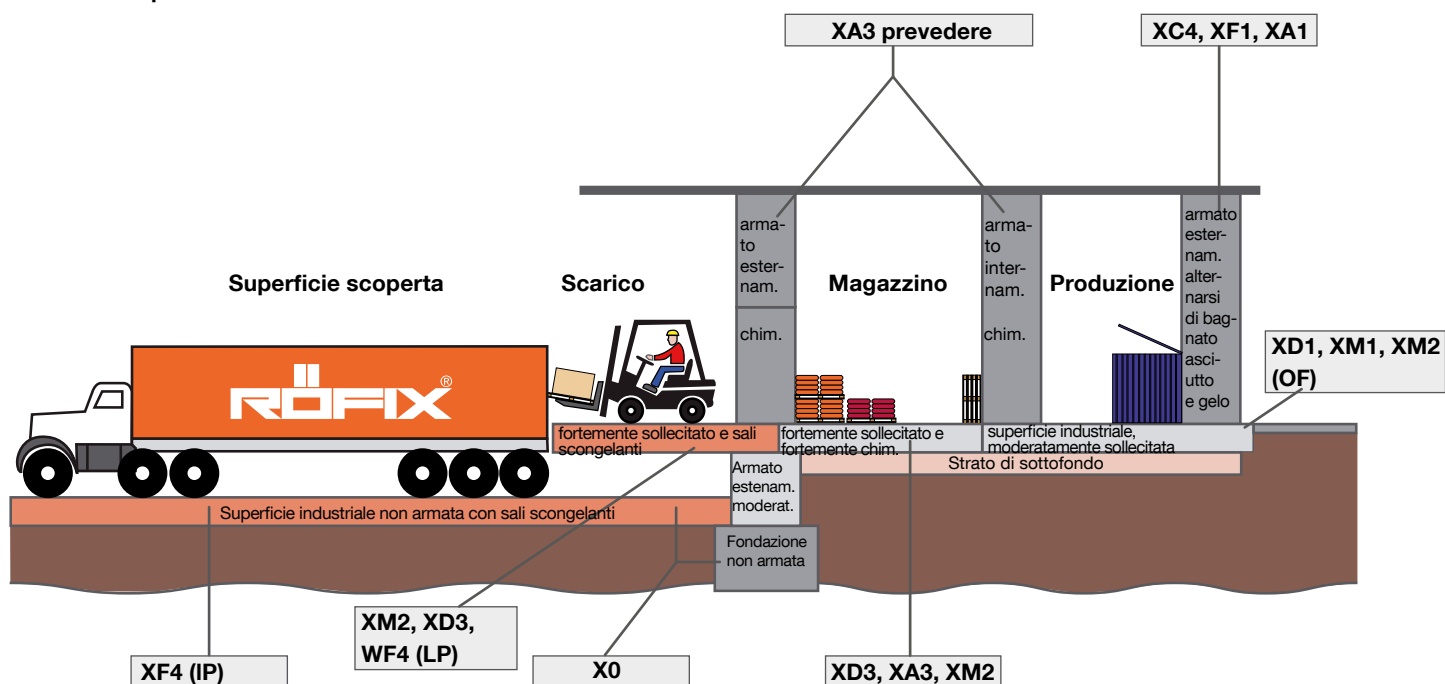 XA3 prevedere
XC4, XF1, XA1
Superficie scoperta
Scarico
arma-
to
ester-
nam.
chim.
Magazzino
arma-
to
inter-
nam.
chim.
Produzione
armato
ester-
nam.
alter-
narsi
di bag-
nato
asci-
utto
e gelo
XD1, XM1, XM2
(OF)
RÖFIX®
fortemente sollecitato e sali
scongelanti
fortemente sollecitato e
fortemente chim.
superficie industriale,
moderatamente sollecitata
Strato di sottofondo
Armato
estenam.
moderat.
Superficie industriale non armata con sali scongelanti
Fondazione
non armata
XM2, XD3,
WF4 (LP)
XF4 (IP)
X0
XD3, XA3, XM2